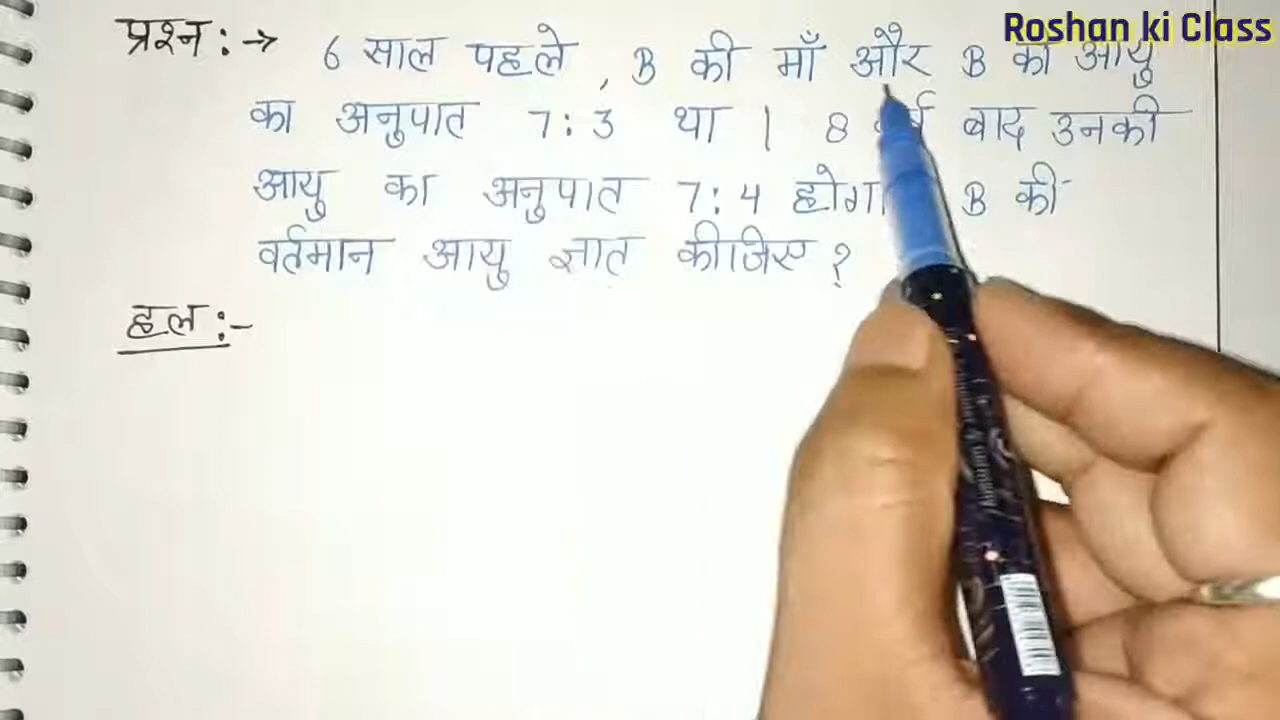 Roshan ki Class
प्रश्न :→ 6 साल पहले , B की माँ और B की आयु
का अनुपात 7:3 था | 8 वर्ष बाद उनकी
आयु का अनुपात 7:4 होगा B की
वर्तमान आयु ज्ञात कीजिए ?
हल :-